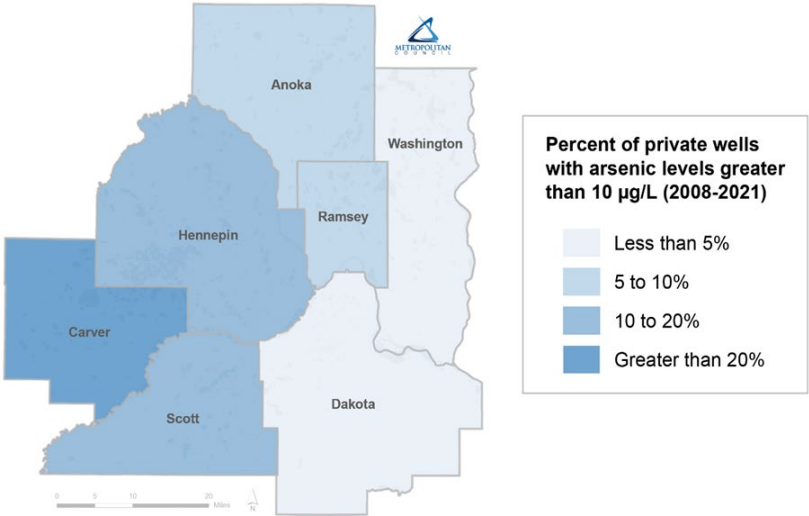 METROPOLITAN
COUNCIL
Anoka
Washington
Hennepin
Ramsey
Carver
Scott
Dakota
Percent of private wells
with arsenic levels greater
than 10 µg/L (2008-2021)
Less than 5%
5 to 10%
10 to 20%
Greater than 20%
0 5 10 20
Miles
N